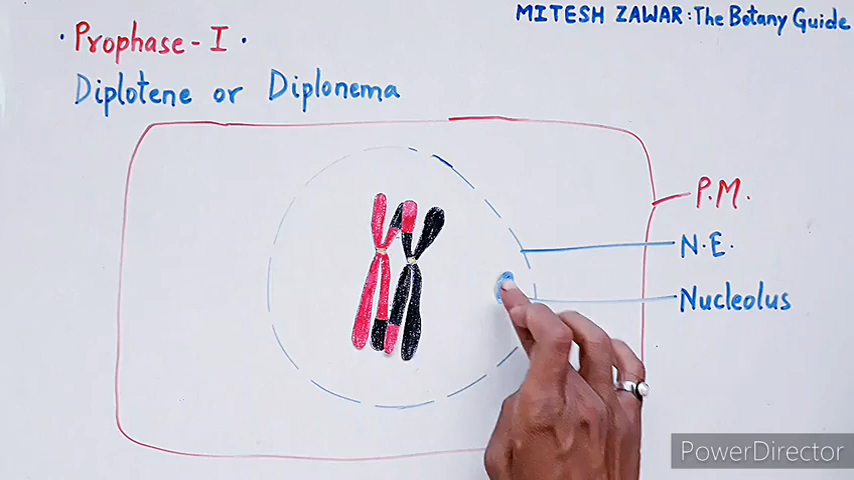 MITESH ZAWAR: The Botany Guide
· Prophase - I ·
Diplotene or Diplonema
P.M.
N.E.
Nucleolus
PowerDirector